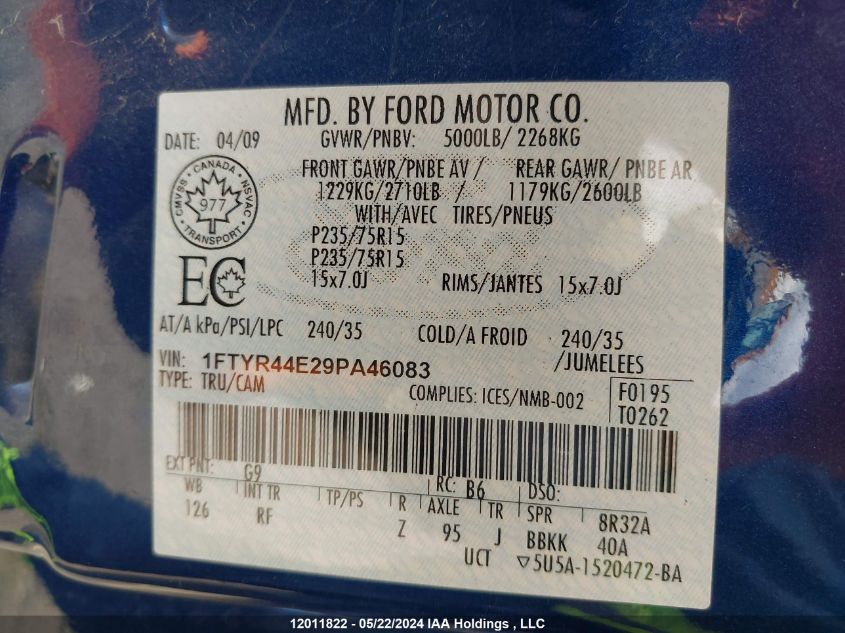 MFD. BY FORD MOTOR CO.
DATE: 04/09 GVWR/PNBV: 5000LB/ 2268KG
FRONT GAWR/PNBE AV / REAR GAWR/ PNBE AR
1229KG/2710LB / 1179KG/2600LB
WITH/AVEC TIRES/PNEUS
CANADA
CMVSS NSVAC
977
TRANSPORT
P235/75R15
P235/75R15
15x7.0J RIMS/JANTES 15x7.0J
EC
AT/A kPa/PSI/LPC 240/35 COLD/A FROID 240/35
VIN: 1FTYR44E29PA46083 /JUMELEES
TYPE: TRU/CAM COMPLIES: ICES/NMB-002 F0195
T0262
EXT PNT: G9 RC: B6 DSO:
WB INT TR TP/PS R AXLE TR SPR 8R32A
126 RF Z 95 J BBKK 40A
UCT ▽5U5A-1520472-BA
12011822 - 05/22/2024 IAA Holdings , LLC